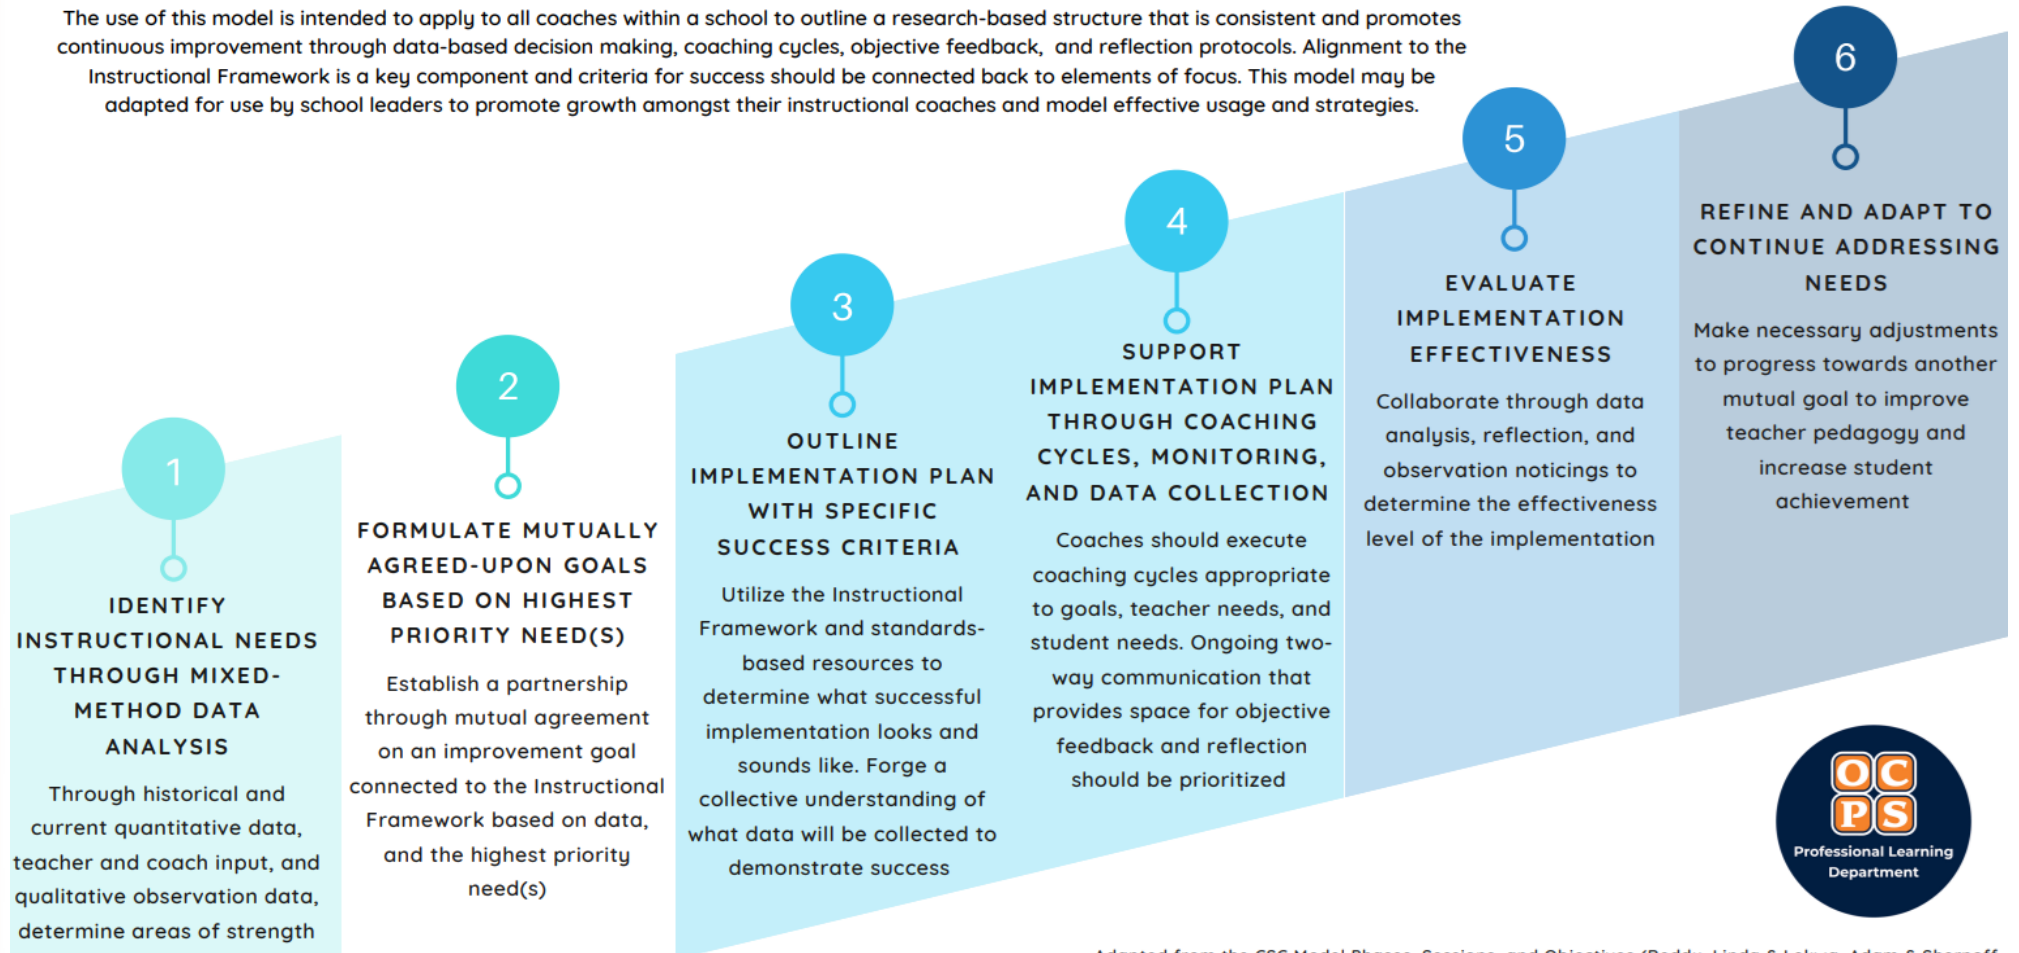 The use of this model is intended to apply to all coaches within a school to outline a research-based structure that is consistent and promotes
continuous improvement through data-based decision making, coaching cycles, objective feedback, and reflection protocols. Alignment to the
Instructional Framework is a key component and criteria for success should be connected back to elements of focus. This model may be
adapted for use by school leaders to promote growth amongst their instructional coaches and model effective usage and strategies.
1
IDENTIFY
INSTRUCTIONAL NEEDS
THROUGH MIXED-
METHOD DATA
ANALYSIS
Through historical and
current quantitative data,
teacher and coach input, and
qualitative observation data,
determine areas of strength
2
FORMULATE MUTUALLY
AGREED-UPON GOALS
BASED ON HIGHEST
PRIORITY NEED(S)
Establish a partnership
through mutual agreement
on an improvement goal
connected to the Instructional
Framework based on data,
and the highest priority
need(s)
3
OUTLINE
IMPLEMENTATION PLAN
WITH SPECIFIC
SUCCESS CRITERIA
Utilize the Instructional
Framework and standards-
based resources to
determine what successful
implementation looks and
sounds like. Forge a
collective understanding of
what data will be collected to
demonstrate success
4
SUPPORT
IMPLEMENTATION PLAN
THROUGH COACHING
CYCLES, MONITORING,
AND DATA COLLECTION
Coaches should execute
coaching cycles appropriate
to goals, teacher needs, and
student needs. Ongoing two-
way communication that
provides space for objective
feedback and reflection
should be prioritized
5
EVALUATE
IMPLEMENTATION
EFFECTIVENESS
Collaborate through data
analysis, reflection, and
observation noticings to
determine the effectiveness
level of the implementation
6
REFINE AND ADAPT TO
CONTINUE ADDRESSING
NEEDS
Make necessary adjustments
to progress towards another
mutual goal to improve
teacher pedagogy and
increase student
achievement
OC
PS
Professional Learning
Department
Adapted from the CSC Model Phases, Sessions, and Objectives (Reddy, Linda &